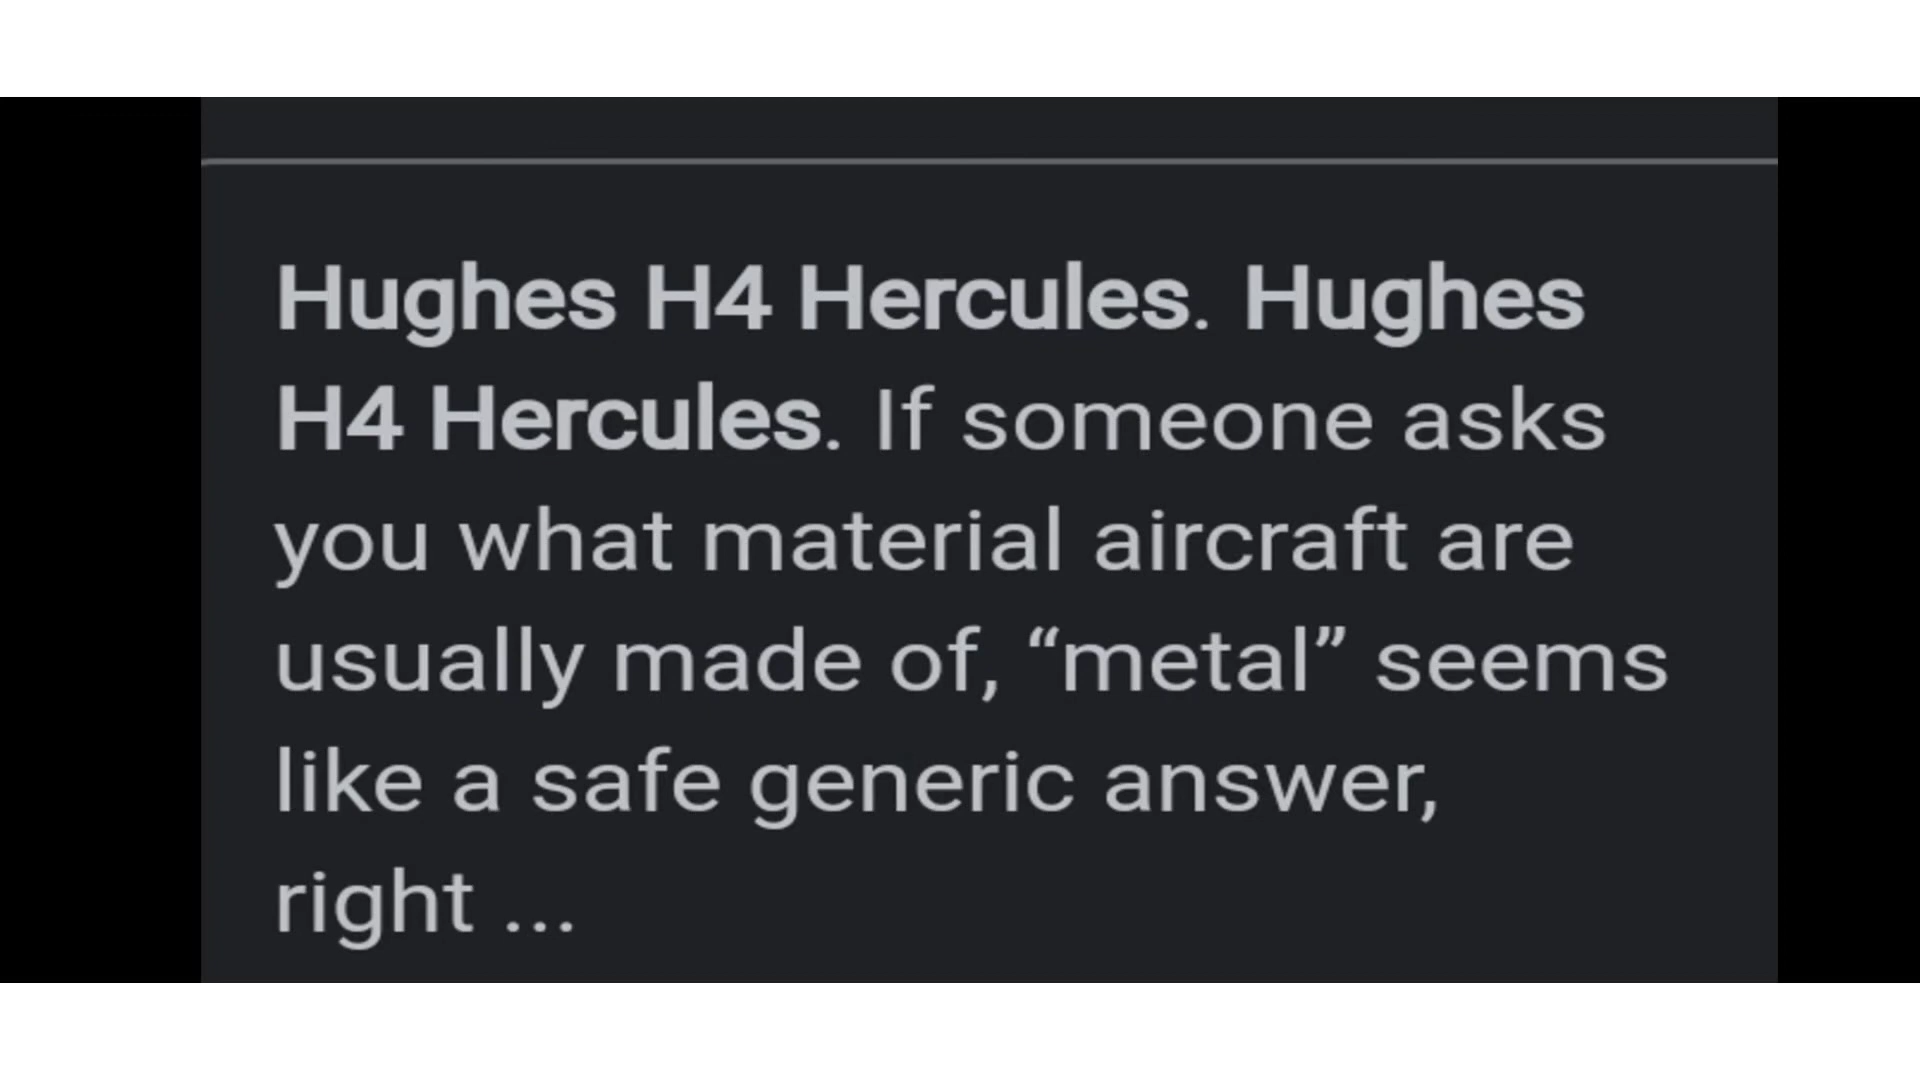 Hughes H4 Hercules. Hughes
H4 Hercules. If someone asks
you what material aircraft are
usually made of, “metal” seems
like a safe generic answer,
right ...